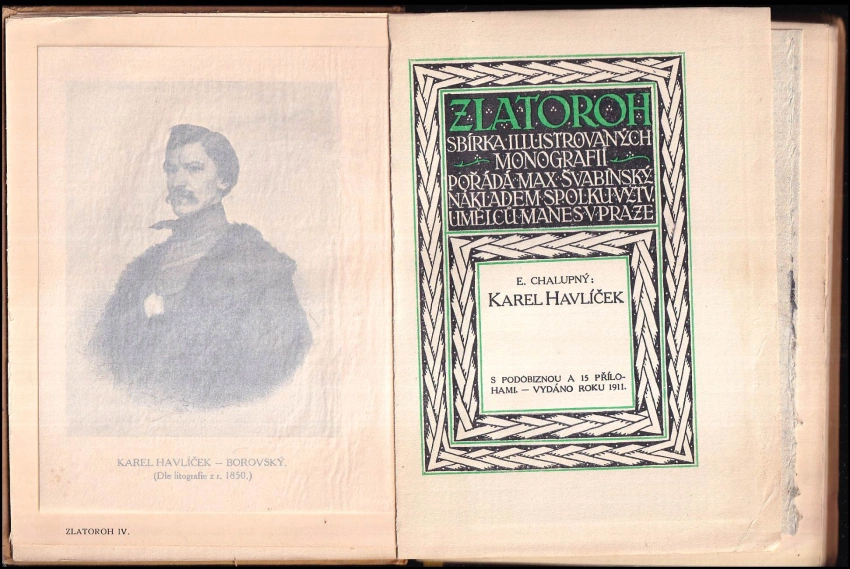 KAREL HAVLÍČEK — BOROVSKÝ.
(Dle litografie z r. 1850.)
ZLATOROH IV.
ZLATOROH
SBÍRKA·ILLUSTROVANÝCH
MONOGRAFIÍ
POŘÁDÁ·MAX·ŠVABINSKÝ
NÁKLADEM·SPOLKU·VÝT.
UMĚLCŮ·MANES·V·PRAZE
E. CHALUPNÝ:
KAREL HAVLÍČEK
S PODOBIZNOU A 15 PŘÍLO-
HAMI. — VYDÁNO ROKU 1911.